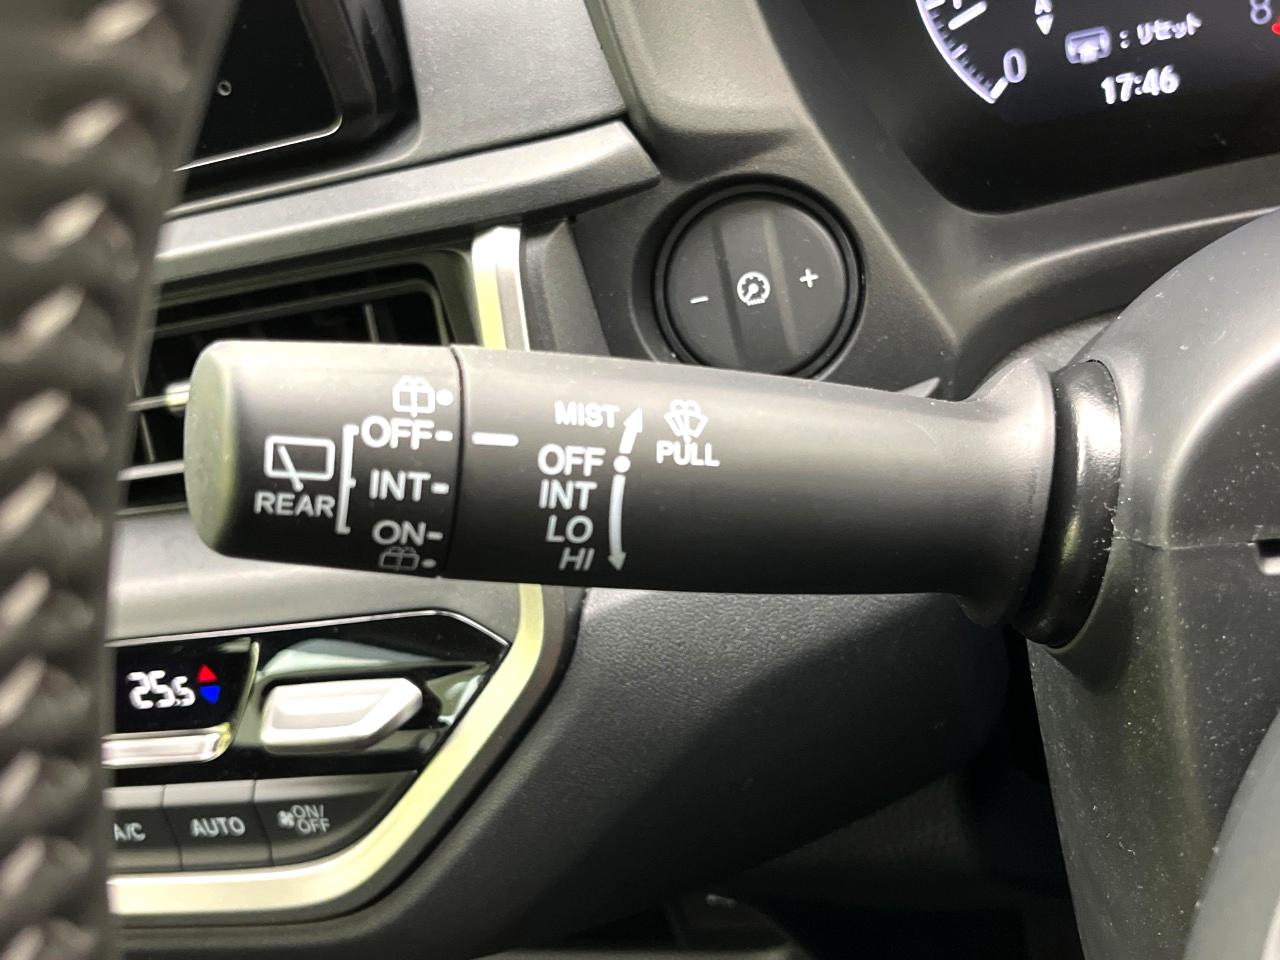 0
: リセット
8
17:46
−
+
OFF
INT
ON
REAR
MIST
OFF
INT
LO
HI
PULL
25.5
A/C
AUTO
ON/
OFF